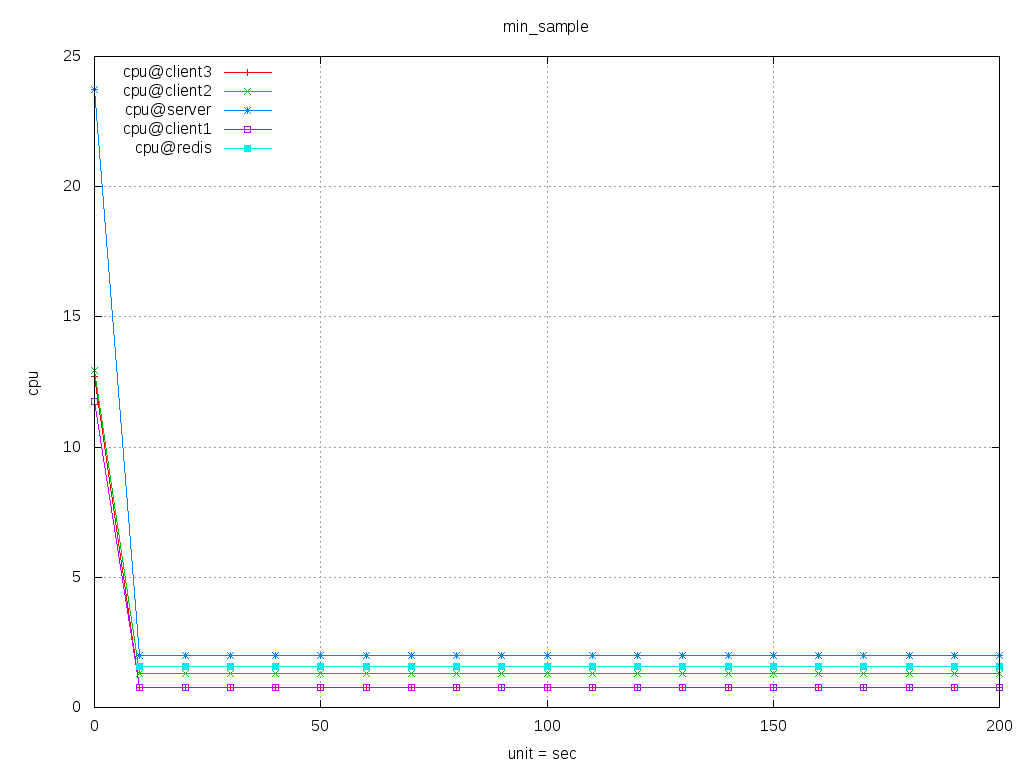 min_sample
25
20
15
10
5
0
cpu
cpu@client3
cpu@client2
cpu@server
cpu@client1
cpu@redis
0 50 100 150 200
unit = sec